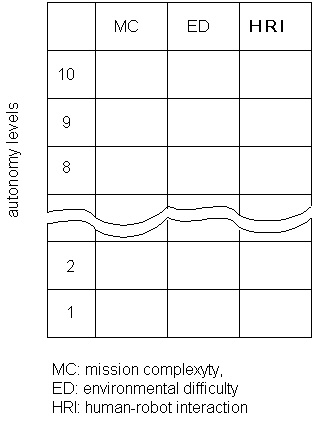 MC ED HRI
10
9
8
2
1
autonomy levels
MC: mission complexyty,
ED: environmental difficulty
HRI: human-robot interaction